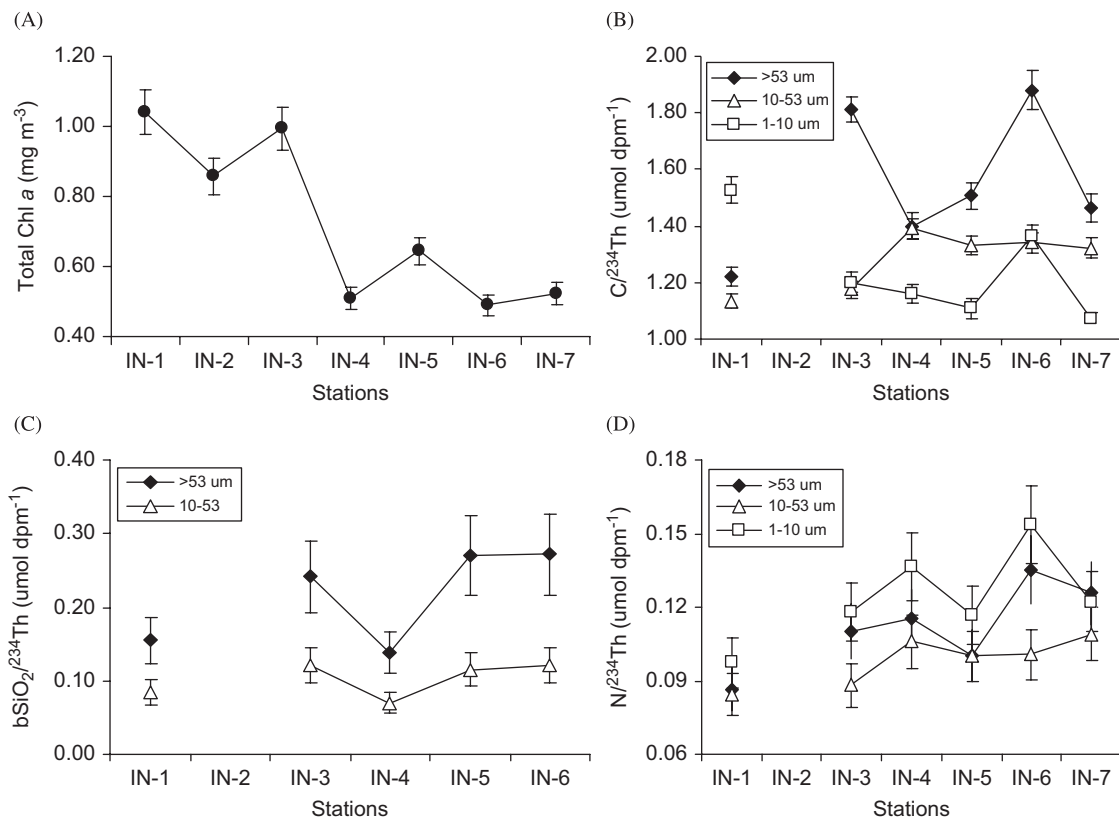 (A)
Total Chl a (mg m⁻³)
1.20
1.00
0.80
0.60
0.40
IN-1 IN-2 IN-3 IN-4 IN-5 IN-6 IN-7
Stations
(B)
C/²³⁴Th (umol dpm⁻¹)
2.00
1.80
1.60
1.40
1.20
1.00
>53 um
10-53 um
1-10 um
IN-1 IN-2 IN-3 IN-4 IN-5 IN-6 IN-7
Stations
(C)
bSiO₂/²³⁴Th (umol dpm⁻¹)
0.40
0.30
0.20
0.10
0.00
>53 um
10-53
IN-1 IN-2 IN-3 IN-4 IN-5 IN-6
Stations
(D)
N/²³⁴Th (umol dpm⁻¹)
0.18
0.15
0.12
0.09
0.06
>53 um
10-53 um
1-10 um
IN-1 IN-2 IN-3 IN-4 IN-5 IN-6 IN-7
Stations